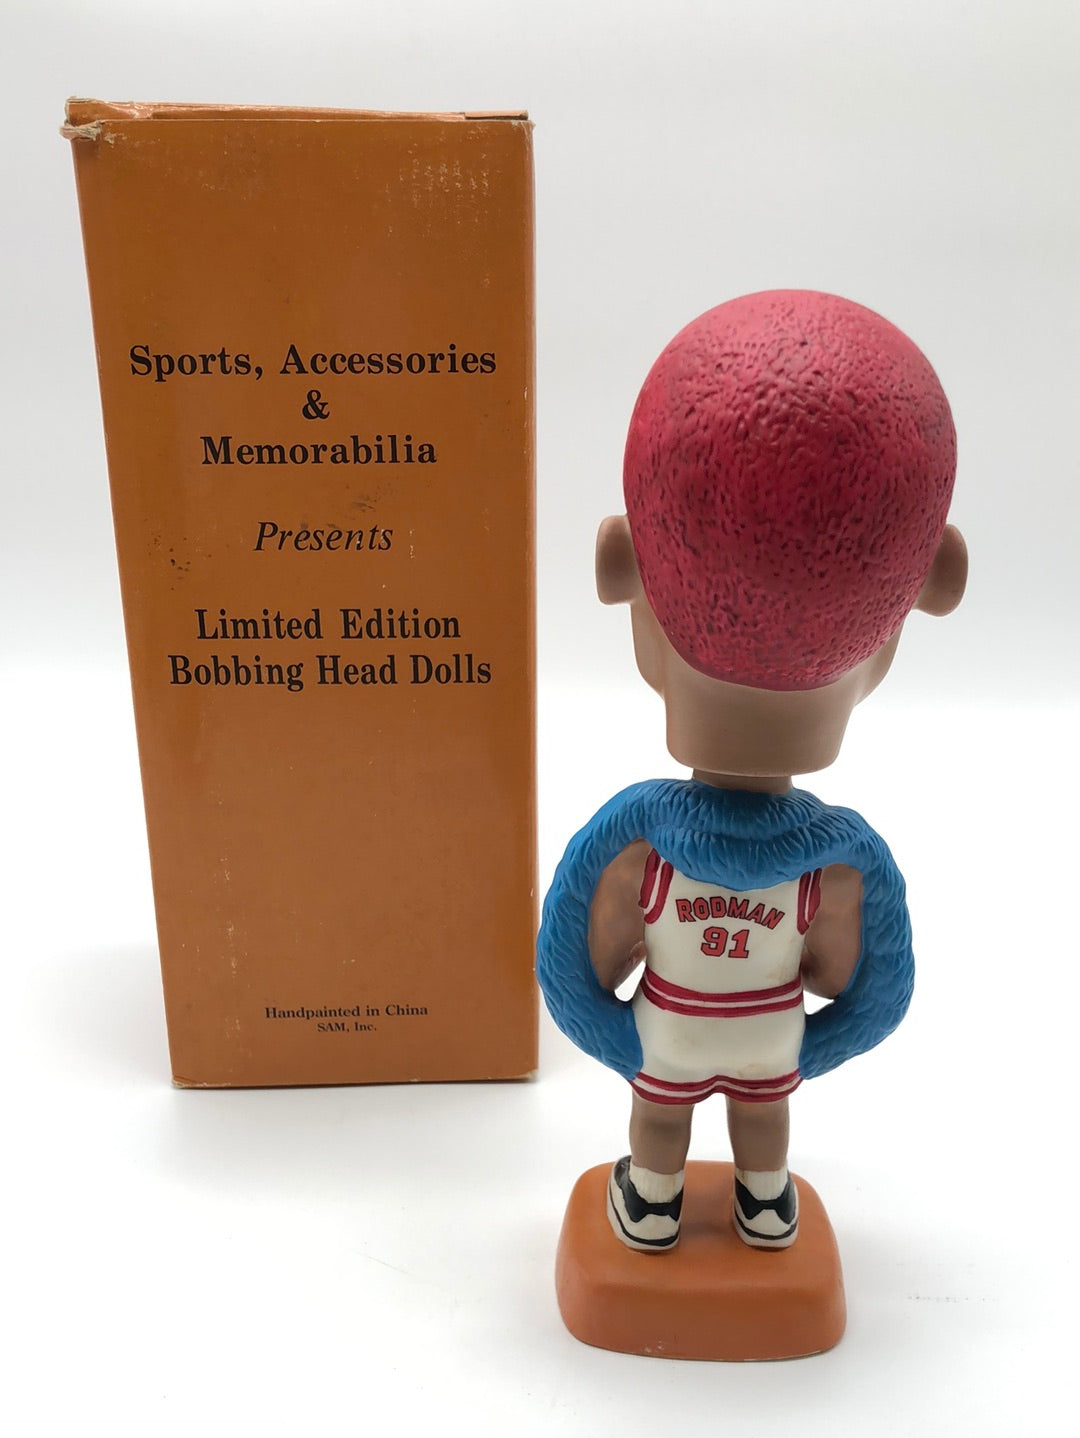 Sports, Accessories
&
Memorabilia
Presents
Limited Edition
Bobbing Head Dolls
Handpainted in China
SAM, Inc.
RODMAN
91